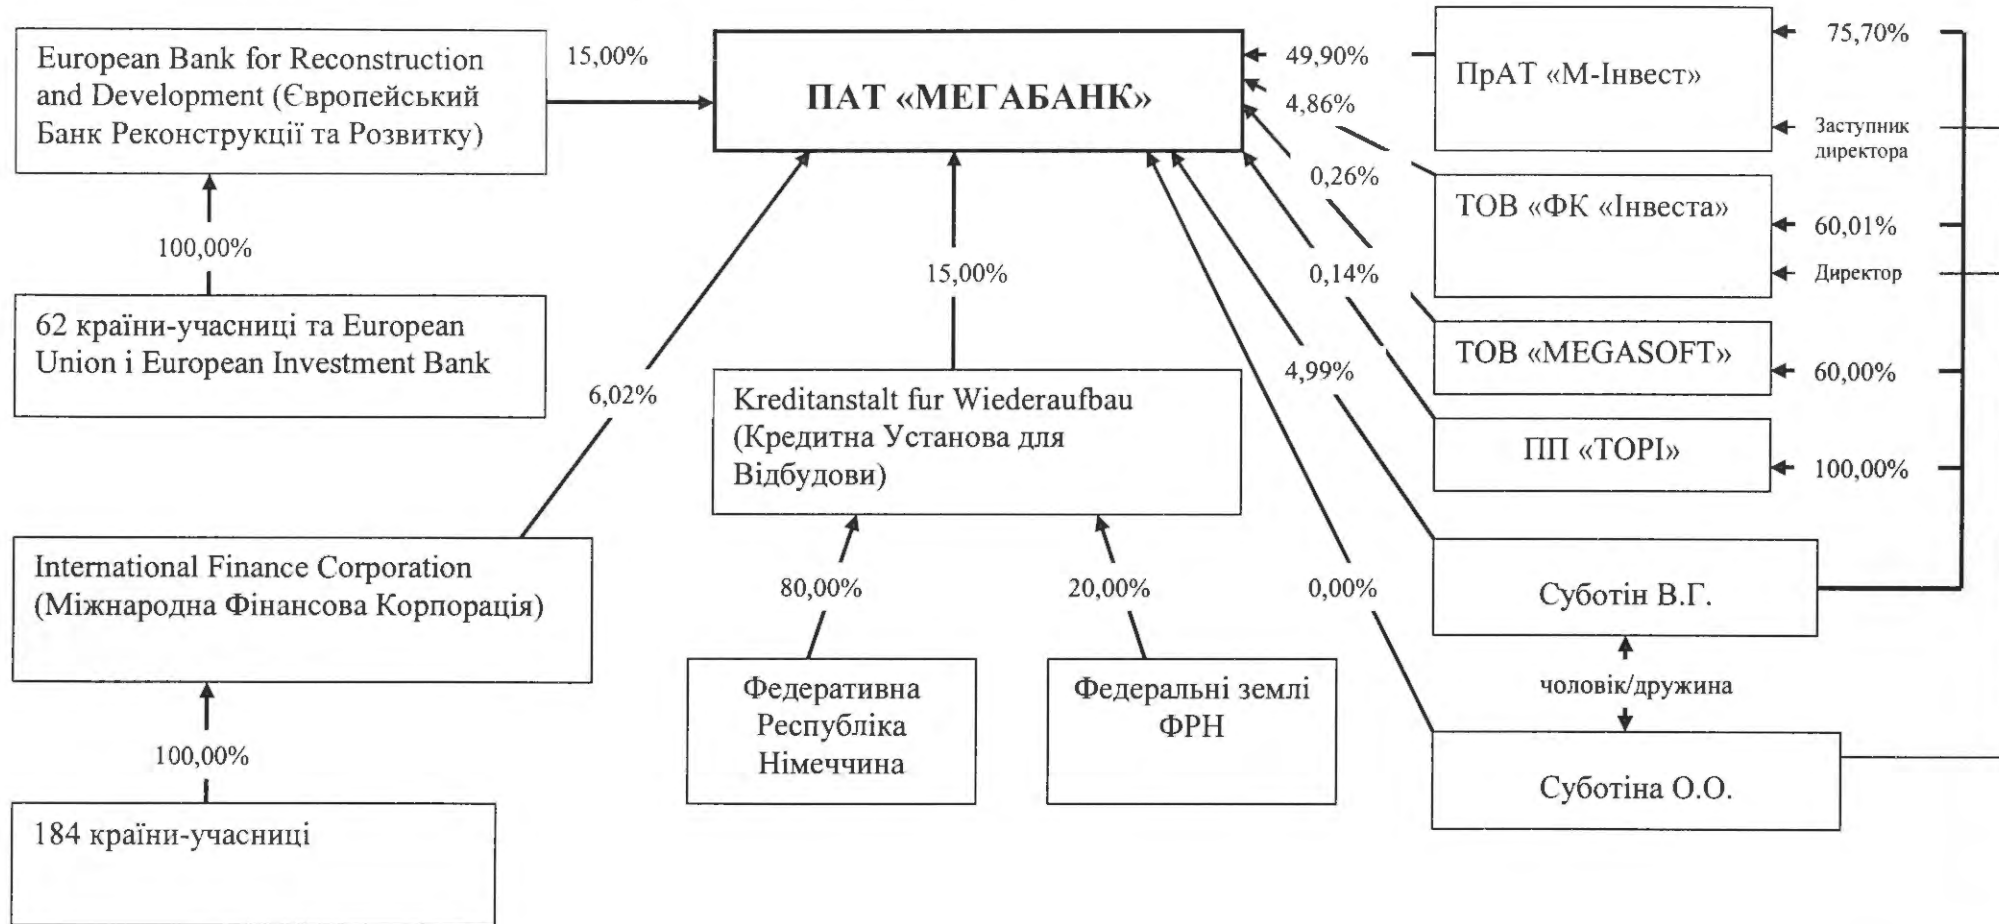 European Bank for Reconstruction
and Development (Європейський
Банк Реконструкції та Розвитку)
15,00%
ПАТ «МЕГАБАНК»
49,90%
4,86%
0,26%
0,14%
ПрАТ «М-Інвест»
75,70%
Заступник
директора
ТОВ «ФК «Інвеста»
60,01%
Директор
100,00%
62 країни-учасниці та European
Union і European Investment Bank
6,02%
15,00%
Kreditanstalt fur Wiederaufbau
(Кредитна Установа для
Відбудови)
4,99%
ТОВ «MEGASOFT»
60,00%
ПП «ТОРІ»
100,00%
International Finance Corporation
(Міжнародна Фінансова Корпорація)
80,00%
20,00%
0,00%
Суботін В.Г.
чоловік/дружина
Федеративна
Республіка
Німеччина
Федеральні землі
ФРН
Суботіна О.О.
100,00%
184 країни-учасниці